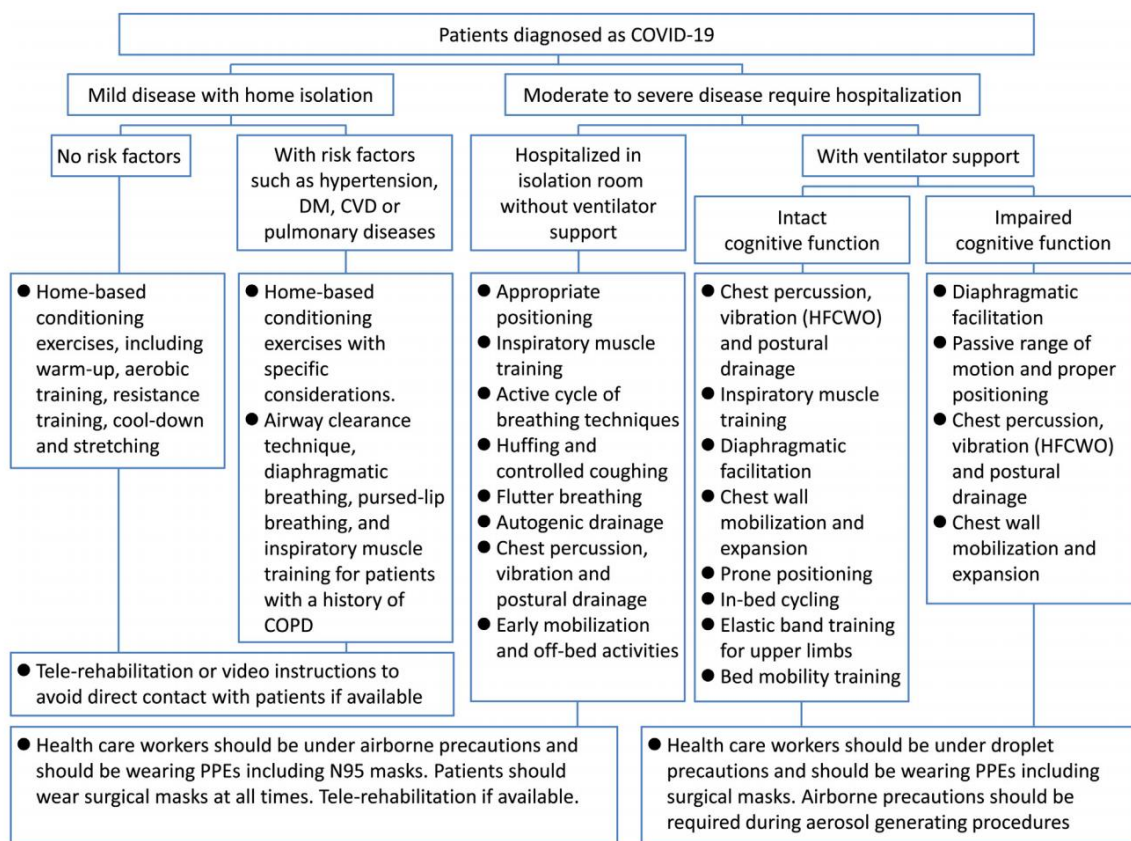 Patients diagnosed as COVID-19
Mild disease with home isolation
Moderate to severe disease require hospitalization
No risk factors
With risk factors
such as hypertension,
DM, CVD or
pulmonary diseases
Hospitalized in
isolation room
without ventilator
support
With ventilator support
Intact
cognitive function
Impaired
cognitive function
● Home-based
conditioning
exercises, including
warm-up, aerobic
training, resistance
training, cool-down
and stretching
● Home-based
conditioning
exercises with
specific
considerations.
● Airway clearance
technique,
diaphragmatic
breathing, pursed-lip
breathing, and
inspiratory muscle
training for patients
with a history of
COPD
● Appropriate
positioning
● Inspiratory muscle
training
● Active cycle of
breathing techniques
● Huffing and
controlled coughing
● Flutter breathing
● Autogenic drainage
● Chest percussion,
vibration and
postural drainage
● Early mobilization
and off-bed activities
● Chest percussion,
vibration (HFCWO)
and postural
drainage
● Inspiratory muscle
training
● Diaphragmatic
facilitation
● Chest wall
mobilization and
expansion
● Prone positioning
● In-bed cycling
● Elastic band training
for upper limbs
● Bed mobility training
● Diaphragmatic
facilitation
● Passive range of
motion and proper
positioning
● Chest percussion,
vibration (HFCWO)
and postural
drainage
● Chest wall
mobilization and
expansion
● Tele-rehabilitation or video instructions to
avoid direct contact with patients if available
● Health care workers should be under airborne precautions and
should be wearing PPEs including N95 masks. Patients should
wear surgical masks at all times. Tele-rehabilitation if available.
● Health care workers should be under droplet
precautions and should be wearing PPEs including
surgical masks. Airborne precautions should be
required during aerosol generating procedures